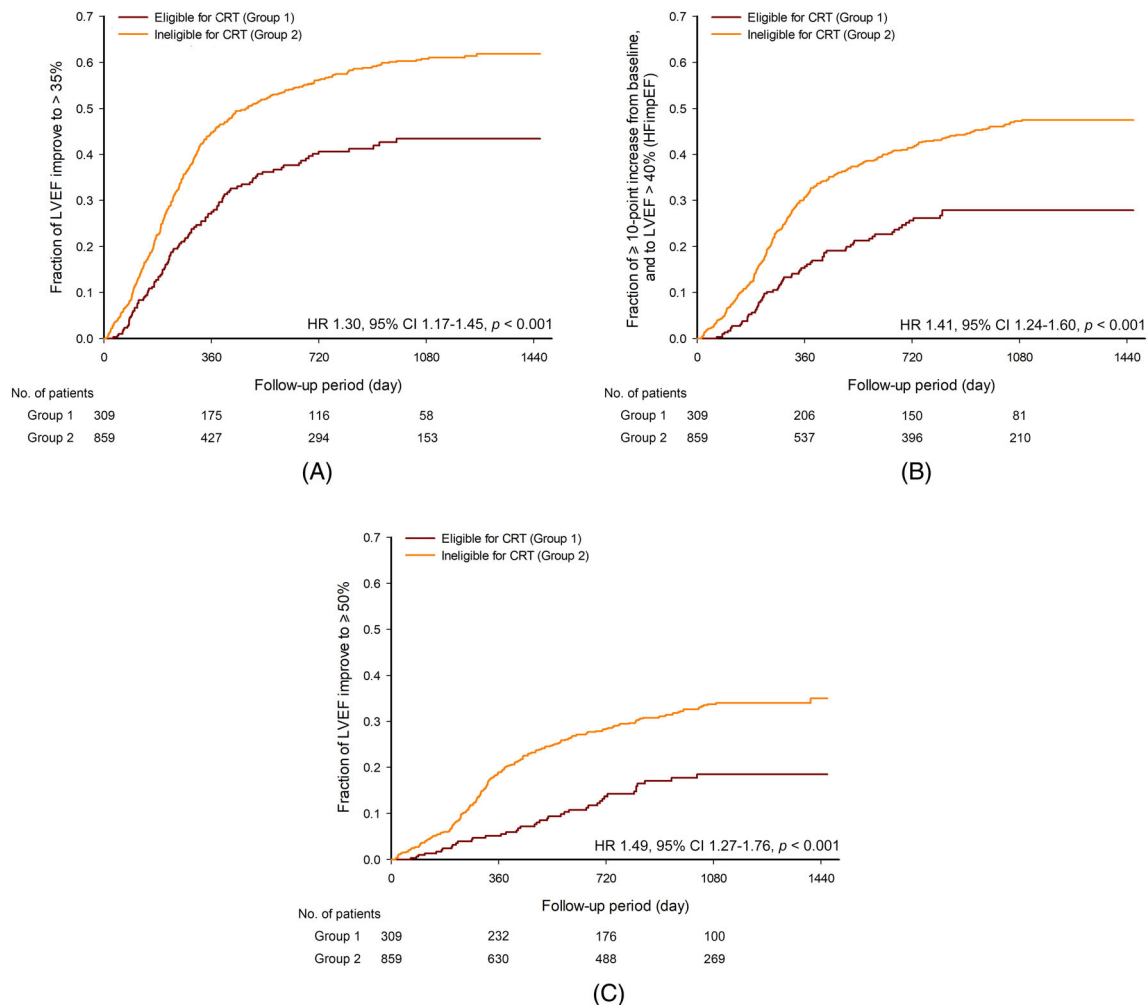 Eligible for CRT (Group 1)
Ineligible for CRT (Group 2)
Fraction of LVEF improve to > 35%
0.7
0.6
0.5
0.4
0.3
0.2
0.1
0.0
HR 1.30, 95% CI 1.17-1.45, p < 0.001
0 360 720 1080 1440
Follow-up period (day)
No. of patients
Group 1 309 175 116 58
Group 2 859 427 294 153
(A)
Eligible for CRT (Group 1)
Ineligible for CRT (Group 2)
Fraction of ≥ 10-point increase from baseline,
and to LVEF > 40% (HFimpEF)
0.7
0.6
0.5
0.4
0.3
0.2
0.1
0.0
HR 1.41, 95% CI 1.24-1.60, p < 0.001
0 360 720 1080 1440
Follow-up period (day)
No. of patients
Group 1 309 206 150 81
Group 2 859 537 396 210
(B)
Eligible for CRT (Group 1)
Ineligible for CRT (Group 2)
Fraction of LVEF improve to ≥ 50%
0.7
0.6
0.5
0.4
0.3
0.2
0.1
0.0
HR 1.49, 95% CI 1.27-1.76, p < 0.001
0 360 720 1080 1440
Follow-up period (day)
No. of patients
Group 1 309 232 176 100
Group 2 859 630 488 269
(C)